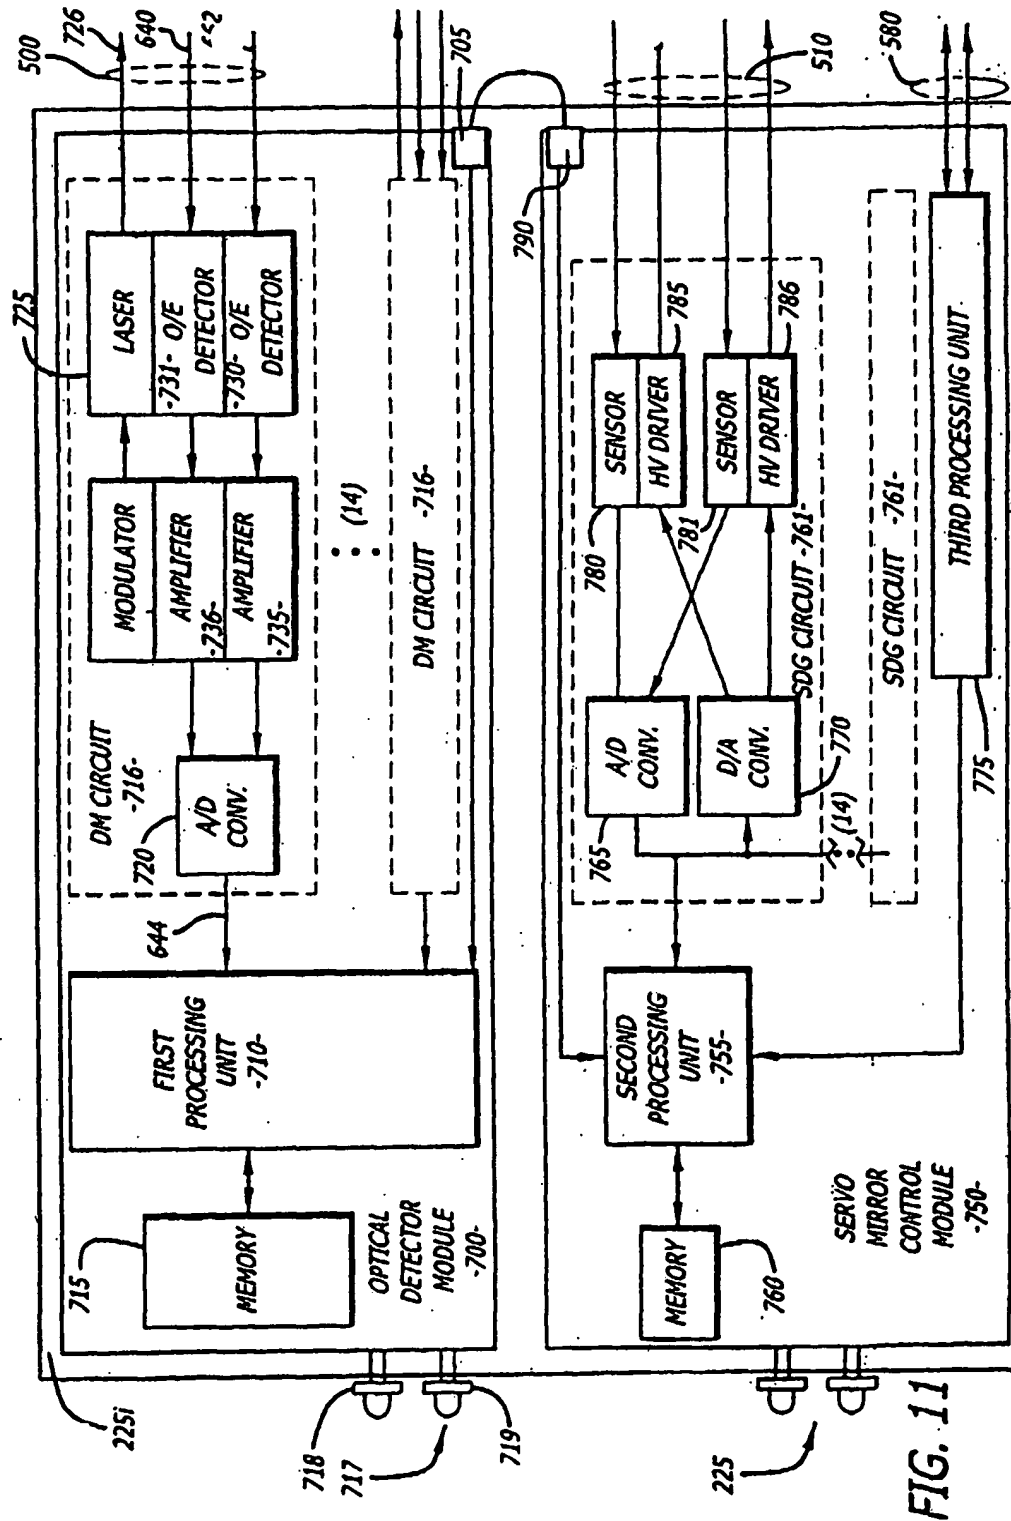 726
500
640
725
LASER
-731- O/E
DETECTOR
-730- O/E
DETECTOR
MODULATOR
AMPLIFIER
-736-
AMPLIFIER
-735-
DM CIRCUIT
-716-
720
A/D
CONV.
644
(14)
DM CIRCUIT -716-
705
FIRST
PROCESSING
UNIT
-710-
715
MEMORY
OPTICAL
DETECTOR
MODULE
-700-
225i
718
717
719
790
510
580
SENSOR
HV DRIVER
785
780
SENSOR
HV DRIVER
786
781
A/D
CONV.
765
D/A
CONV.
770
SDG CIRCUIT -761-
(14)
SDG CIRCUIT -761-
THIRD PROCESSING UNIT
775
SECOND
PROCESSING
UNIT
-755-
MEMORY
760
SERVO
MIRROR
CONTROL
MODULE
-750-
225
FIG. 11